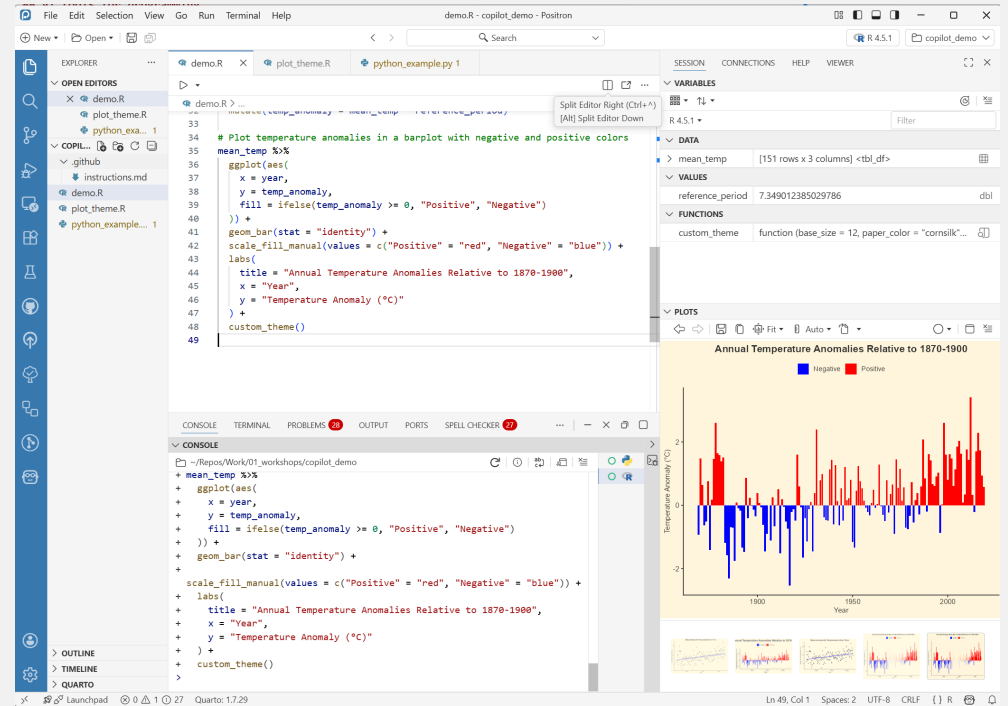 File Edit Selection View Go Run Terminal Help
demo.R - copilot_demo - Positron
New
Open
Search
R 4.5.1
copilot_demo
EXPLORER
OPEN EDITORS
demo.R
plot_theme.R
python_exa... 1
COPIL...
.github
instructions.md
demo.R
plot_theme.R
python_example.... 1
OUTLINE
TIMELINE
QUARTO
demo.R
plot_theme.R
python_example.py 1
demo.R > ...
Split Editor Right (Ctrl+^)
[Alt] Split Editor Down
32 mutate(temp_anomaly = mean_temp - reference_period)
33
34 # Plot temperature anomalies in a barplot with negative and positive colors
35 mean_temp %>%
36 ggplot(aes(
37 x = year,
38 y = temp_anomaly,
39 fill = ifelse(temp_anomaly >= 0, "Positive", "Negative")
40 )) +
41 geom_bar(stat = "identity") +
42 scale_fill_manual(values = c("Positive" = "red", "Negative" = "blue")) +
43 labs(
44 title = "Annual Temperature Anomalies Relative to 1870-1900",
45 x = "Year",
46 y = "Temperature Anomaly (°C)"
47 ) +
48 custom_theme()
49
CONSOLE TERMINAL PROBLEMS 28 OUTPUT PORTS SPELL CHECKER 27
CONSOLE
~/Repos/Work/01_workshops/copilot_demo
+ mean_temp %>%
+ ggplot(aes(
+ x = year,
+ y = temp_anomaly,
+ fill = ifelse(temp_anomaly >= 0, "Positive", "Negative")
+ )) +
+ geom_bar(stat = "identity") +
+
scale_fill_manual(values = c("Positive" = "red", "Negative" = "blue")) +
+ labs(
+ title = "Annual Temperature Anomalies Relative to 1870-1900",
+ x = "Year",
+ y = "Temperature Anomaly (°C)"
+ ) +
+ custom_theme()
>
SESSION CONNECTIONS HELP VIEWER
VARIABLES
R 4.5.1
Filter
DATA
mean_temp [151 rows x 3 columns] <tbl_df>
VALUES
reference_period 7.349012385029786 dbl
FUNCTIONS
custom_theme function (base_size = 12, paper_color = "cornsilk"...
PLOTS
Fit
Auto
Annual Temperature Anomalies Relative to 1870-1900
Negative Positive
Temperature Anomaly (°C)
2
0
-2
1900 1950 2000
Year
Launchpad 0 1 27 Quarto: 1.7.29
Ln 49, Col 1 Spaces: 2 UTF-8 CRLF {} R